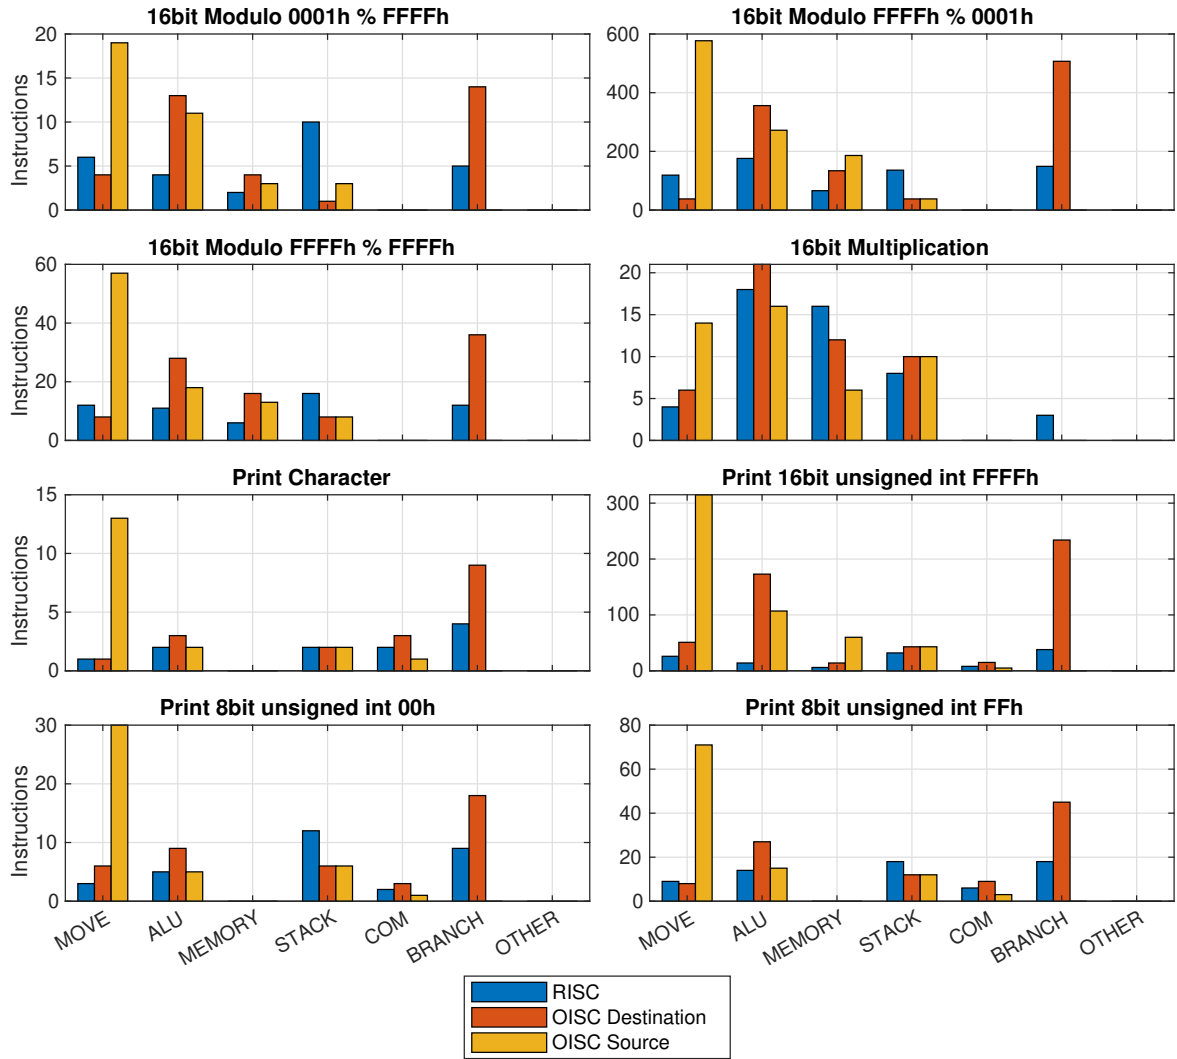 16bit Modulo 0001h % FFFFh
20
15
10
5
0
Instructions
16bit Modulo FFFFh % 0001h
600
400
200
0
16bit Modulo FFFFh % FFFFh
60
40
20
0
Instructions
16bit Multiplication
20
15
10
5
0
Print Character
15
10
5
0
Instructions
Print 16bit unsigned int FFFFh
300
200
100
0
Print 8bit unsigned int 00h
30
20
10
0
Instructions
MOVE ALU MEMORY STACK COM BRANCH OTHER
Print 8bit unsigned int FFh
80
60
40
20
0
MOVE ALU MEMORY STACK COM BRANCH OTHER
RISC
OISC Destination
OISC Source